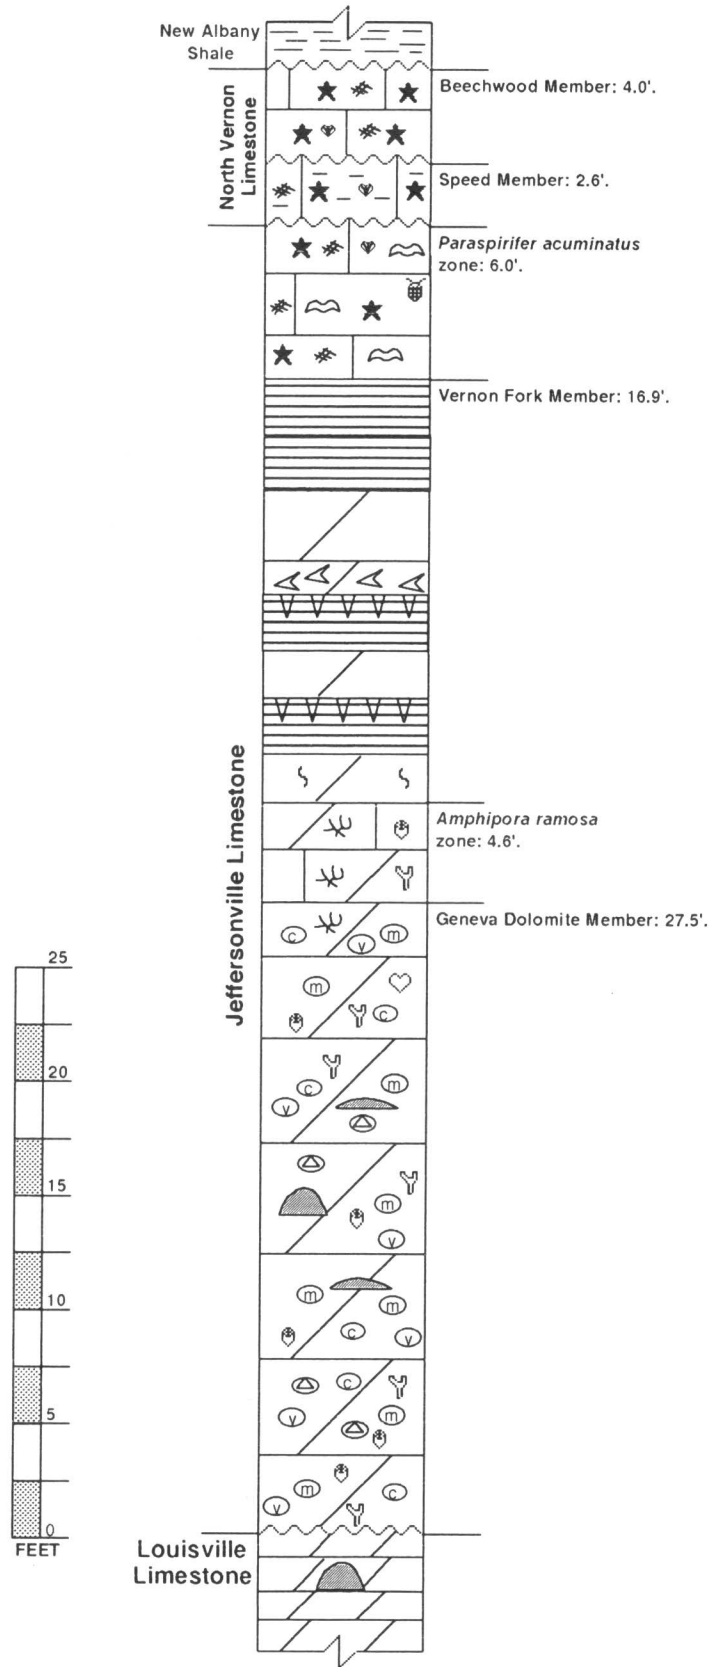 New Albany
Shale
North Vernon
Limestone
Beechwood Member: 4.0'.
Speed Member: 2.6'.
Paraspirifer acuminatus
zone: 6.0'.
Vernon Fork Member: 16.9'.
Jeffersonville Limestone
Amphipora ramosa
zone: 4.6'.
Geneva Dolomite Member: 27.5'.
c
v
m
25
m
c
20
c
v
m
15
m
v
10
m
m
c
v
5
c
v
m
0
m
v
c
FEET
Louisville
Limestone